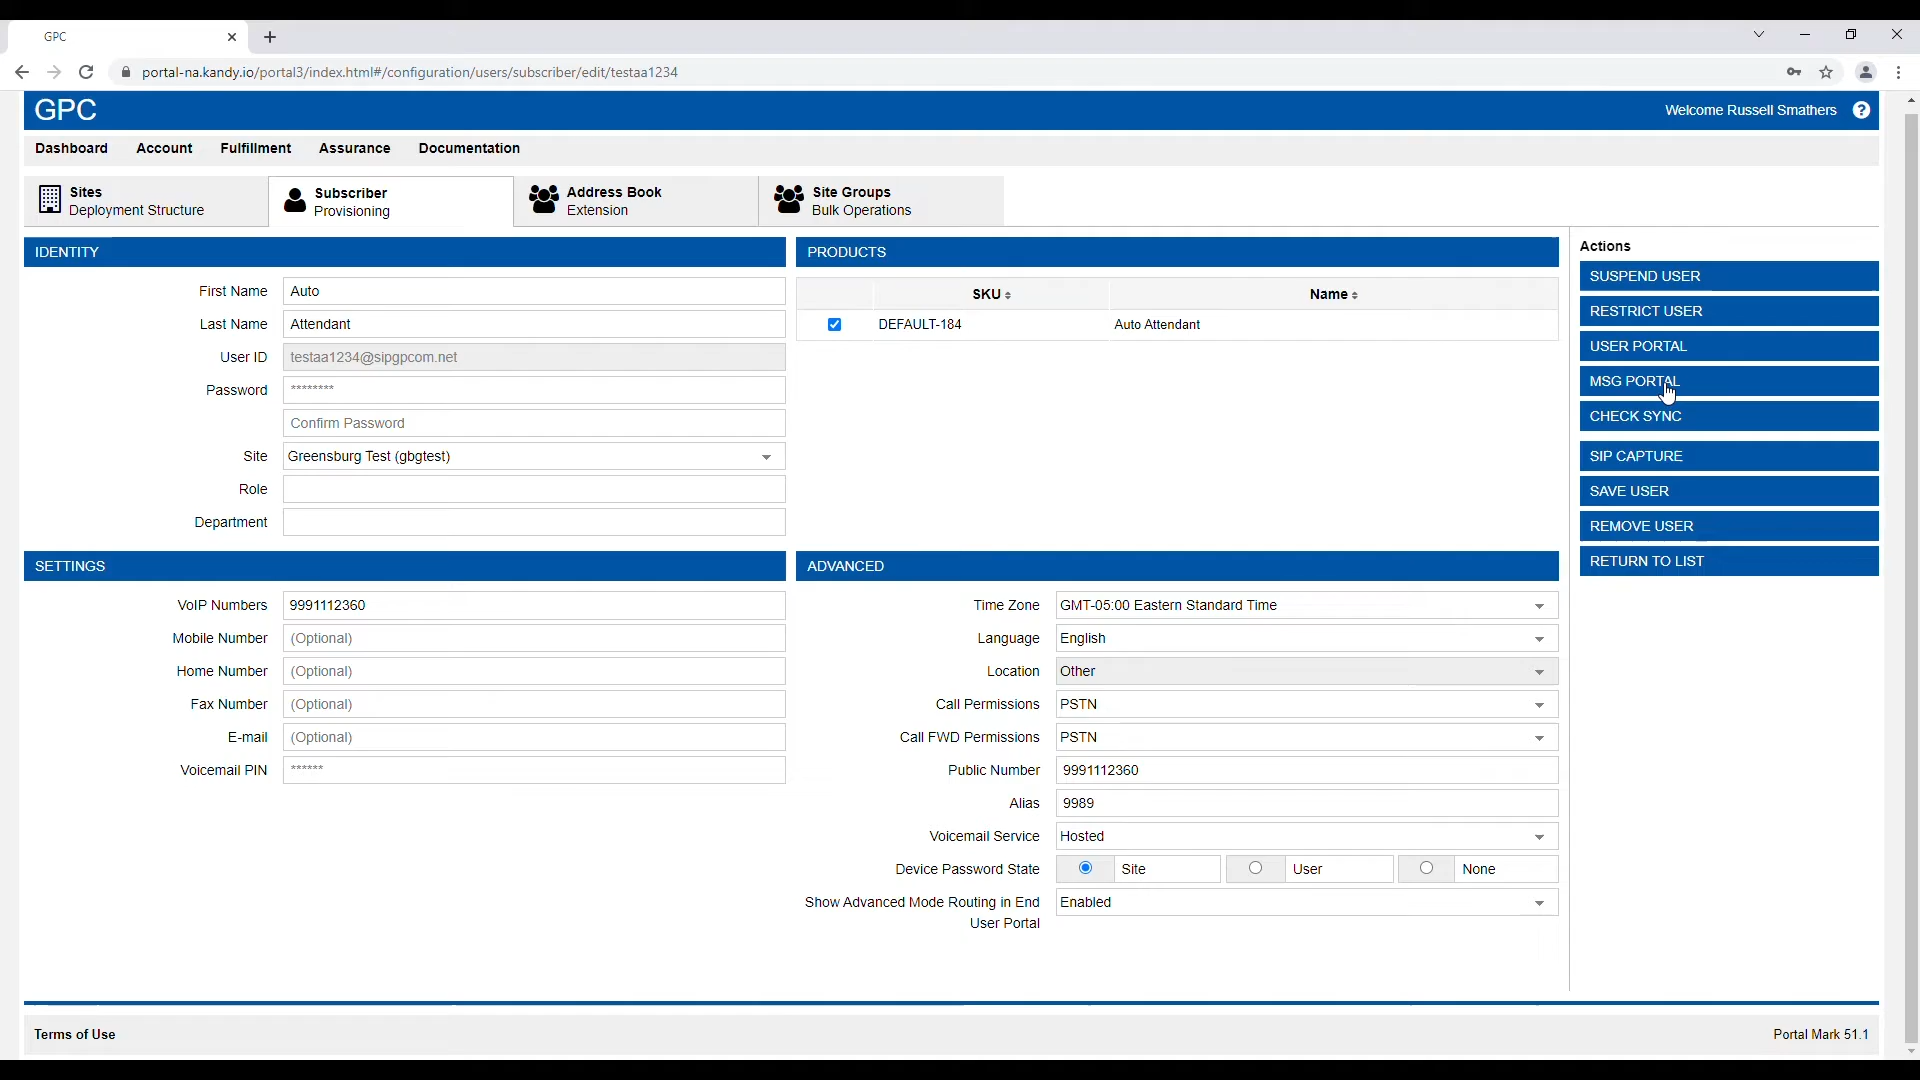 GPC
portal-na.kandy.io/portal3/index.html#/configuration/users/subscriber/edit/testaa1234
GPC
Welcome Russell Smathers
Dashboard Account Fulfillment Assurance Documentation
Sites
Deployment Structure
Subscriber
Provisioning
Address Book
Extension
Site Groups
Bulk Operations
IDENTITY
First Name Auto
Last Name Attendant
User ID testaa1234@sipgpcom.net
Password ********
Confirm Password
Site Greensburg Test (gbgtest)
Role
Department
PRODUCTS
SKU Name
DEFAULT-184 Auto Attendant
Actions
SUSPEND USER
RESTRICT USER
USER PORTAL
MSG PORTAL
CHECK SYNC
SIP CAPTURE
SAVE USER
REMOVE USER
RETURN TO LIST
SETTINGS
VoIP Numbers 9991112360
Mobile Number (Optional)
Home Number (Optional)
Fax Number (Optional)
E-mail (Optional)
Voicemail PIN ******
ADVANCED
Time Zone GMT-05:00 Eastern Standard Time
Language English
Location Other
Call Permissions PSTN
Call FWD Permissions PSTN
Public Number 9991112360
Alias 9989
Voicemail Service Hosted
Device Password State Site User None
Show Advanced Mode Routing in End Enabled
User Portal
Terms of Use
Portal Mark 51.1